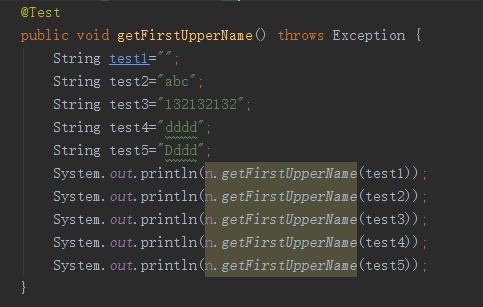 @Test
public void getFirstUpperName() throws Exception {
    String test1="";
    String test2="abc";
    String test3="132132132";
    String test4="dddd";
    String test5="Dddd";
    System.out.println(n.getFirstUpperName(test1));
    System.out.println(n.getFirstUpperName(test2));
    System.out.println(n.getFirstUpperName(test3));
    System.out.println(n.getFirstUpperName(test4));
    System.out.println(n.getFirstUpperName(test5));
}